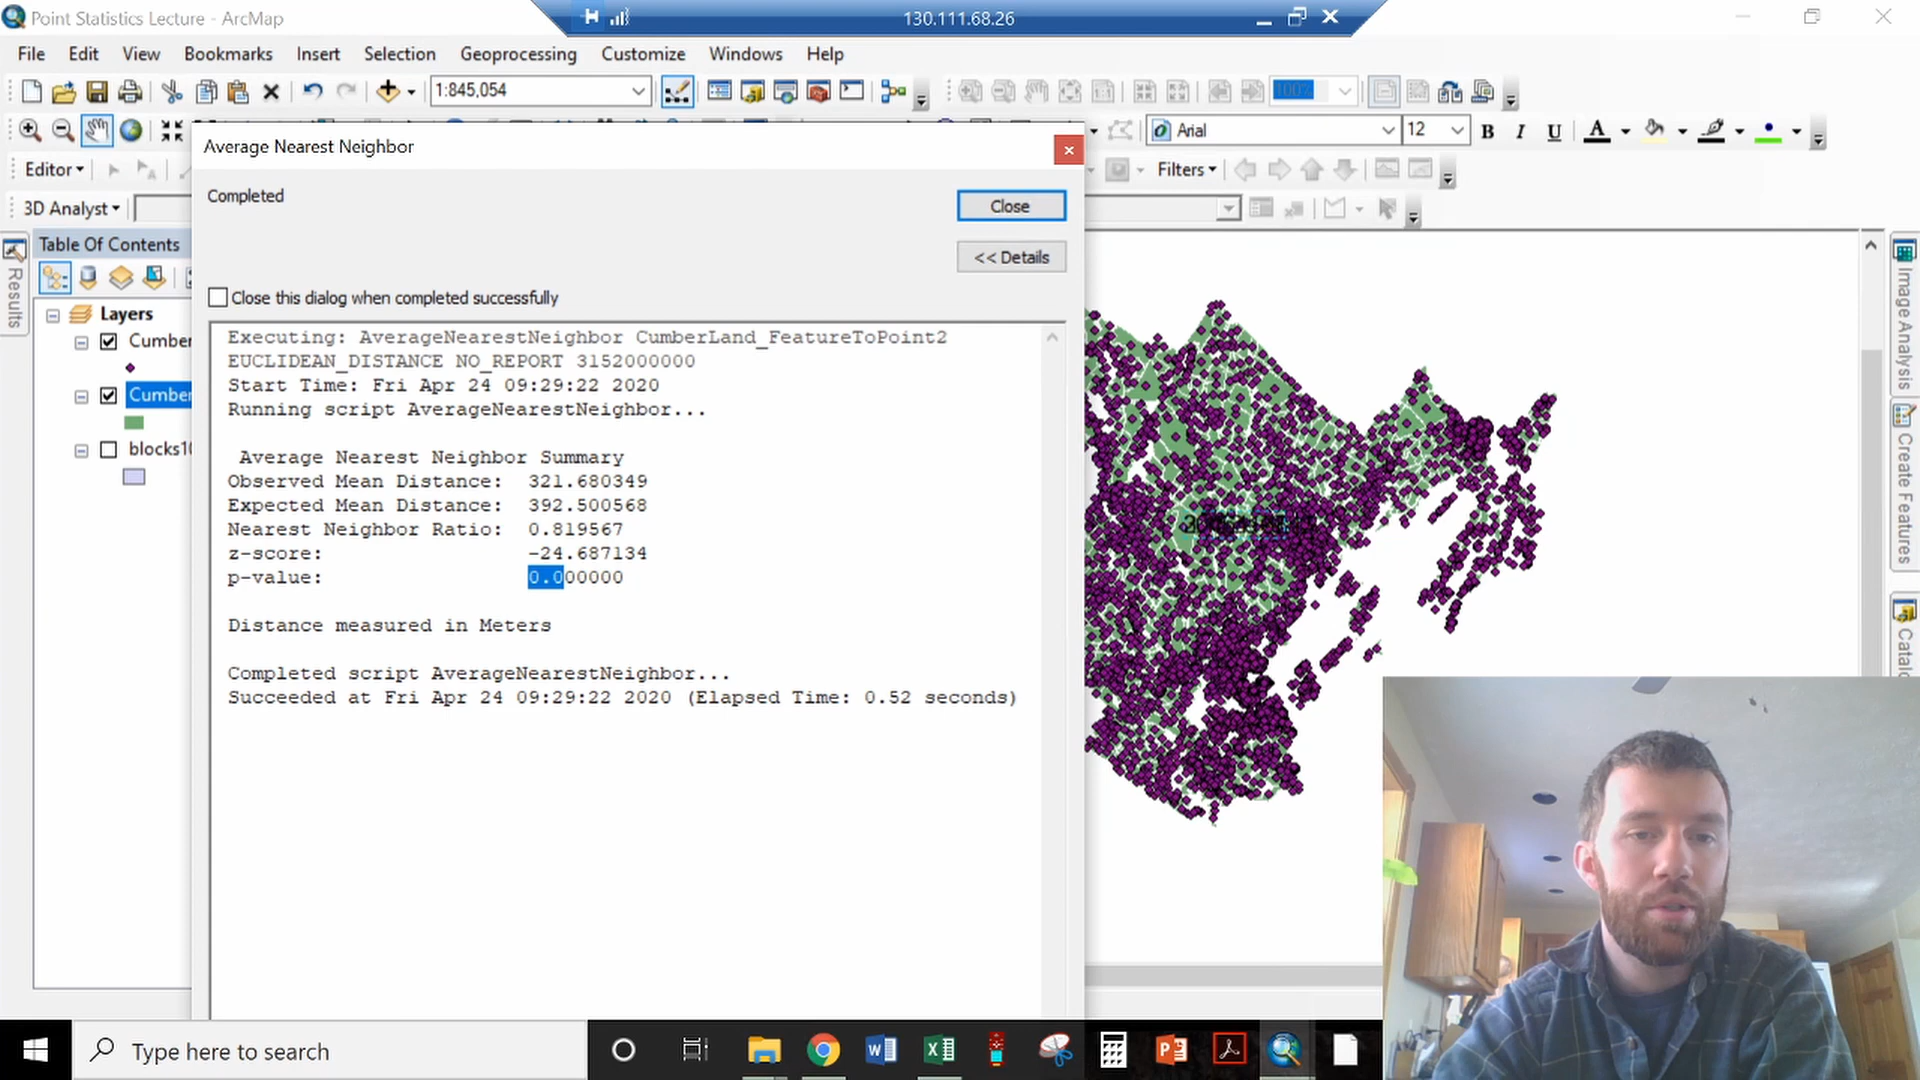 Point Statistics Lecture - ArcMap
130.111.68.26
File Edit View Bookmarks Insert Selection Geoprocessing Customize Windows Help
1:845,054
100%
Arial
12
B I U A
Editor
Filters
3D Analyst
Average Nearest Neighbor
Completed
Close
<< Details
Close this dialog when completed successfully
Executing: AverageNearestNeighbor CumberLand_FeatureToPoint2
EUCLIDEAN_DISTANCE NO_REPORT 3152000000
Start Time: Fri Apr 24 09:29:22 2020
Running script AverageNearestNeighbor...
Average Nearest Neighbor Summary
Observed Mean Distance: 321.680349
Expected Mean Distance: 392.500568
Nearest Neighbor Ratio: 0.819567
z-score: -24.687134
p-value: 0.000000
Distance measured in Meters
Completed script AverageNearestNeighbor...
Succeeded at Fri Apr 24 09:29:22 2020 (Elapsed Time: 0.52 seconds)
Table Of Contents
Results
Layers
Cumber
Cumber
blocks10
Image Analysis
Create Features
Catalo
Type here to search